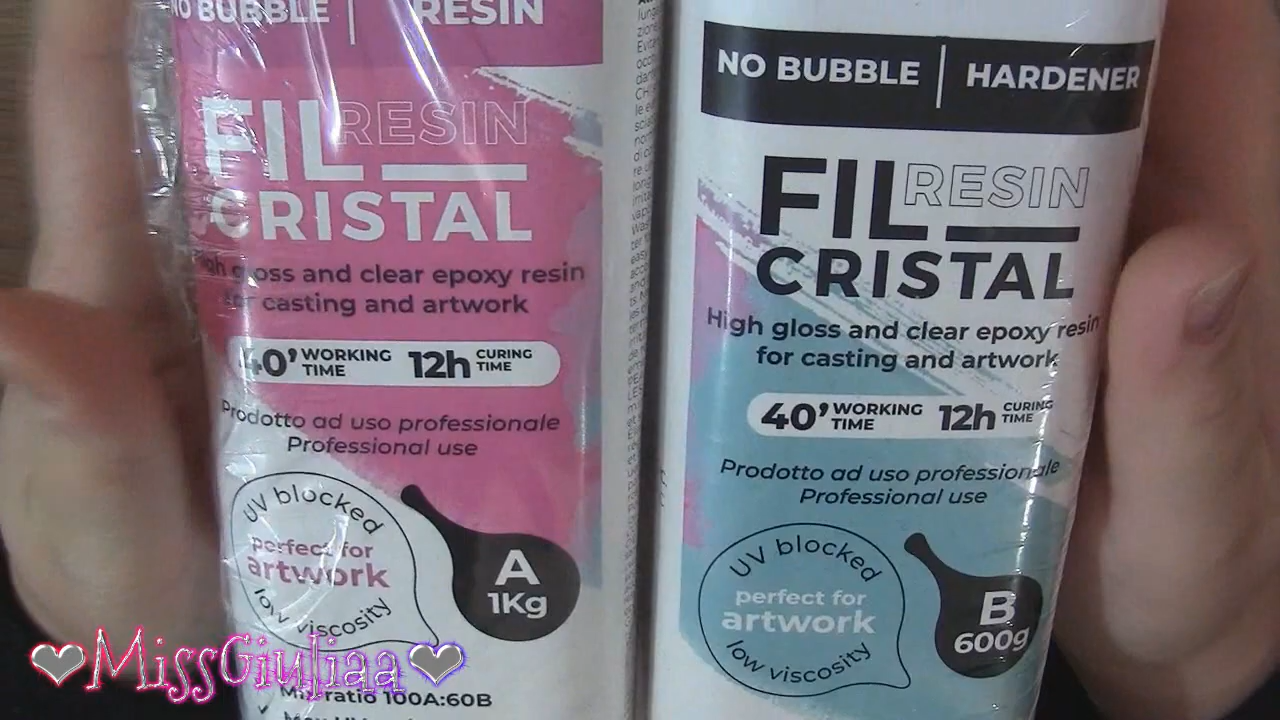 NO BUBBLE | RESIN
FIL RESIN
CRISTAL
High gloss and clear epoxy resin
for casting and artwork
40’ WORKING TIME 12h CURING TIME
Prodotto ad uso professionale
Professional use
UV blocked
perfect for
artwork
low viscosity
A
1Kg
Mix ratio 100A:60B
NO BUBBLE | HARDENER
FIL RESIN
CRISTAL
High gloss and clear epoxy resin
for casting and artwork
40’ WORKING TIME 12h CURING TIME
Prodotto ad uso professionale
Professional use
UV blocked
perfect for
artwork
low viscosity
B
600g
❤MissGiuliaa❤